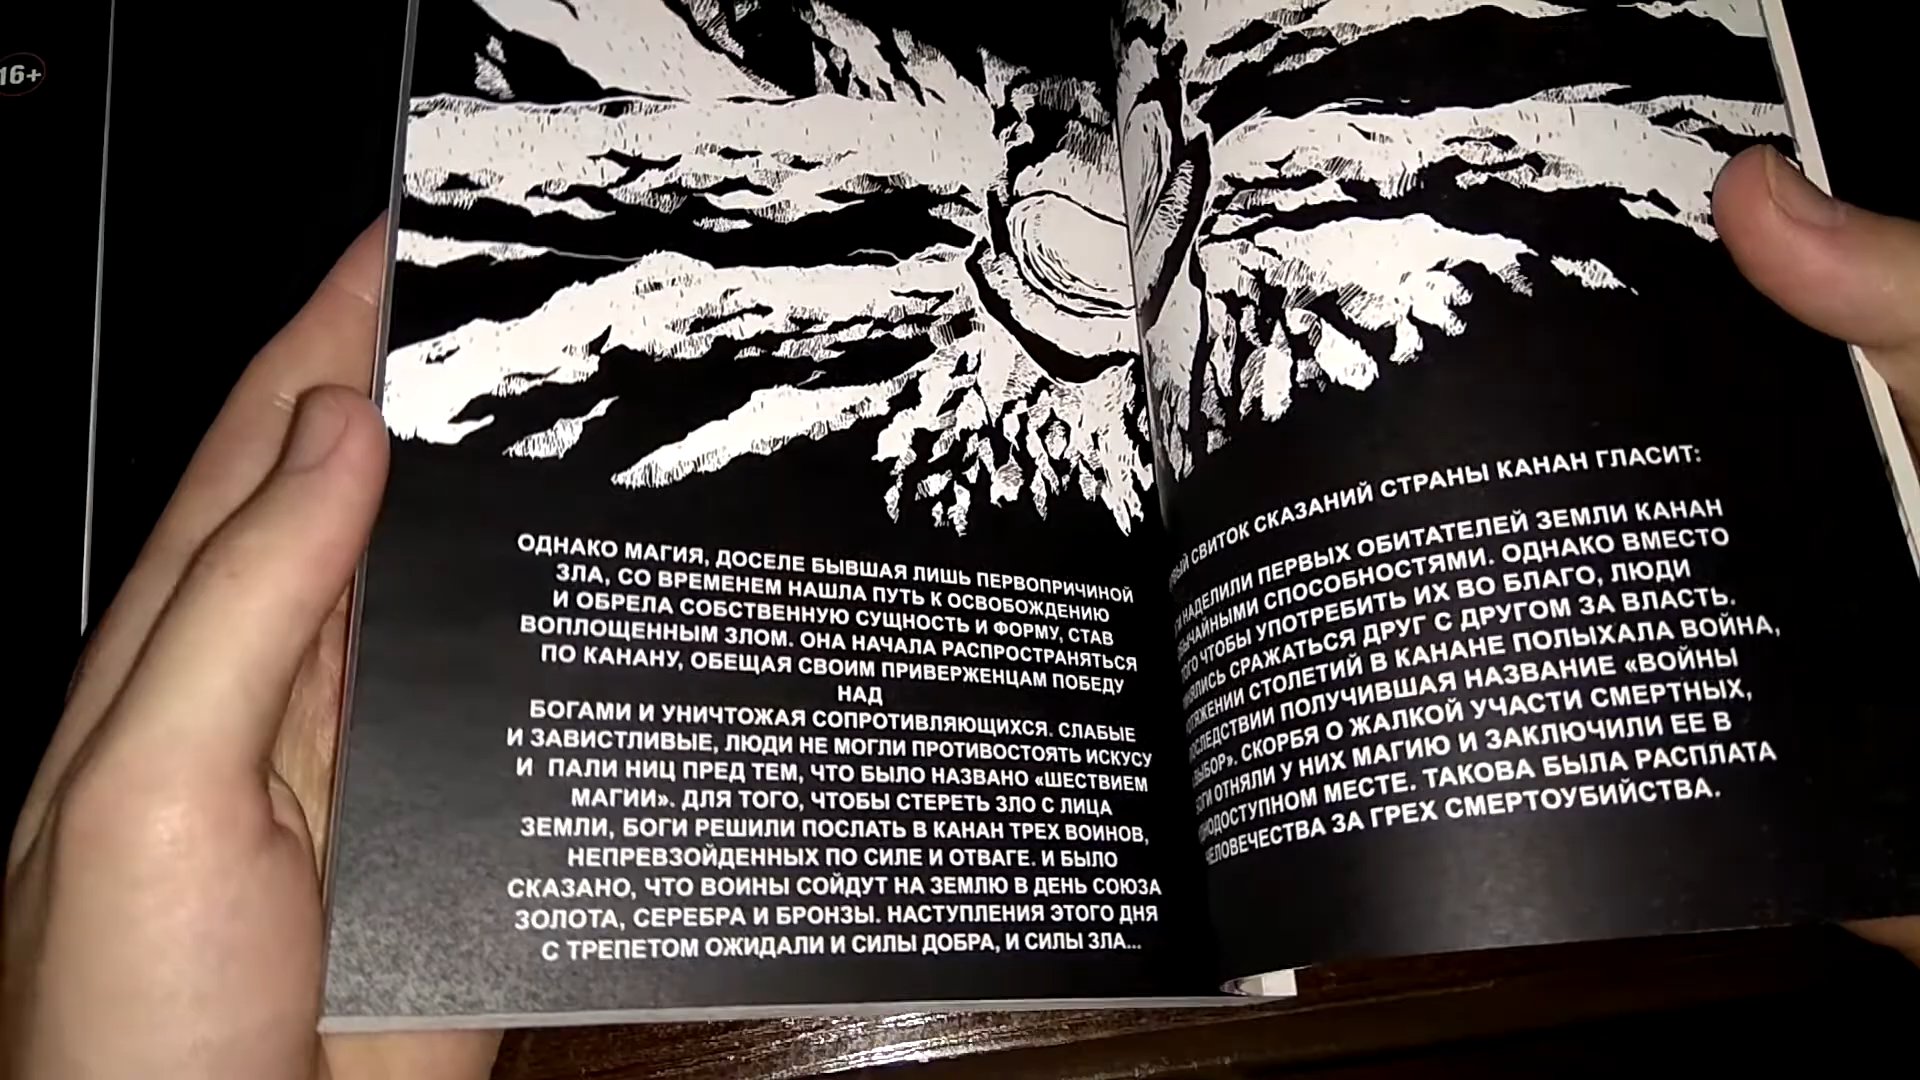 16+
ОДНАКО МАГИЯ, ДОСЕЛЕ БЫВШАЯ ЛИШЬ ПЕРВОПРИЧИНОЙ
ЗЛА, СО ВРЕМЕНЕМ НАШЛА ПУТЬ К ОСВОБОЖДЕНИЮ
И ОБРЕЛА СОБСТВЕННУЮ СУЩНОСТЬ И ФОРМУ, СТАВ
ВОПЛОЩЕННЫМ ЗЛОМ. ОНА НАЧАЛА РАСПРОСТРАНЯТЬСЯ
ПО КАНАНУ, ОБЕЩАЯ СВОИМ ПРИВЕРЖЕНЦАМ ПОБЕДУ
НАД
БОГАМИ И УНИЧТОЖАЯ СОПРОТИВЛЯЮЩИХСЯ. СЛАБЫЕ
И ЗАВИСТЛИВЫЕ, ЛЮДИ НЕ МОГЛИ ПРОТИВОСТОЯТЬ ИСКУСУ
И ПАЛИ НИЦ ПРЕД ТЕМ, ЧТО БЫЛО НАЗВАНО «ШЕСТВИЕМ
МАГИИ». ДЛЯ ТОГО, ЧТОБЫ СТЕРЕТЬ ЗЛО С ЛИЦА
ЗЕМЛИ, БОГИ РЕШИЛИ ПОСЛАТЬ В КАНАН ТРЕХ ВОИНОВ,
НЕПРЕВЗОЙДЕННЫХ ПО СИЛЕ И ОТВАГЕ. И БЫЛО
СКАЗАНО, ЧТО ВОИНЫ СОЙДУТ НА ЗЕМЛЮ В ДЕНЬ СОЮЗА
ЗОЛОТА, СЕРЕБРА И БРОНЗЫ. НАСТУПЛЕНИЯ ЭТОГО ДНЯ
С ТРЕПЕТОМ ОЖИДАЛИ И СИЛЫ ДОБРА, И СИЛЫ ЗЛА...
СВИТОК СКАЗАНИЙ СТРАНЫ КАНАН ГЛАСИТ:
НАДЕЛИЛИ ПЕРВЫХ ОБИТАТЕЛЕЙ ЗЕМЛИ КАНАН
СПОСОБНОСТЯМИ. ОДНАКО ВМЕСТО
ТОГО ЧТОБЫ УПОТРЕБИТЬ ИХ ВО БЛАГО, ЛЮДИ
СРАЖАТЬСЯ ДРУГ С ДРУГОМ ЗА ВЛАСТЬ.
СТОЛЕТИЙ В КАНАНЕ ПОЛЫХАЛА ВОЙНА,
ПОЛУЧИВШАЯ НАЗВАНИЕ «ВОЙНЫ
СКОРБЯ О ЖАЛКОЙ УЧАСТИ СМЕРТНЫХ,
БОГИ ОТНЯЛИ У НИХ МАГИЮ И ЗАКЛЮЧИЛИ ЕЕ В
МЕСТЕ. ТАКОВА БЫЛА РАСПЛАТА
ЧЕЛОВЕЧЕСТВА ЗА ГРЕХ СМЕРТОУБИЙСТВА.